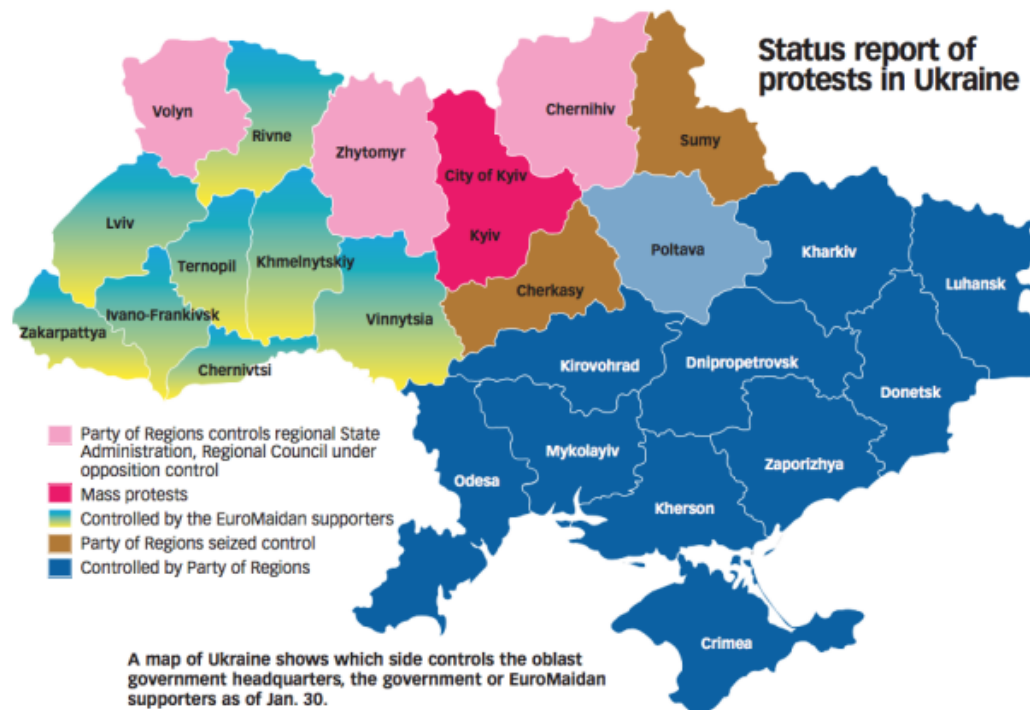 Status report of
protests in Ukraine
Volyn
Rivne
Zhytomyr
Chernihiv
Sumy
City of Kyiv
Kyiv
Lviv
Ternopil
Khmelnytskiy
Poltava
Kharkiv
Luhansk
Cherkasy
Zakarpattya
Ivano-Frankivsk
Vinnytsia
Chernivtsi
Kirovohrad
Dnipropetrovsk
Donetsk
Mykolayiv
Zaporizhya
Odesa
Kherson
Crimea
Party of Regions controls regional State
Administration, Regional Council under
opposition control
Mass protests
Controlled by the EuroMaidan supporters
Party of Regions seized control
Controlled by Party of Regions
A map of Ukraine shows which side controls the oblast
government headquarters, the government or EuroMaidan
supporters as of Jan. 30.